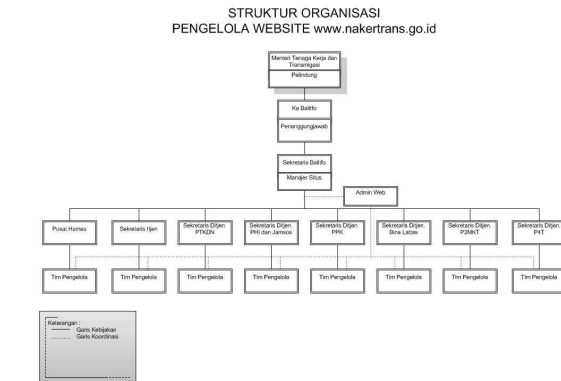 STRUKTUR ORGANISASI
PENGELOLA WEBSITE www.nakertrans.go.id
Menteri Tenaga Kerja dan
Transmigasi
Pelindung
Ka Balitfo
Penanggungjawab
Sekretaris Balitfo
Manajer Situs
Admin Web
Pusat Humas
Sekretaris Itjen
Sekretaris Ditjen.
PTKDN
Sekretaris Ditjen.
PHI dan Jamsos
Sekretaris Ditjen.
PPK
Sekretaris Ditjen.
Bina Lattas
Sekretaris Ditjen.
P2MKT
Sekretaris Ditjen.
P4T
Tim Pengelola
Tim Pengelola
Tim Pengelola
Tim Pengelola
Tim Pengelola
Tim Pengelola
Tim Pengelola
Tim Pengelola
Keterangan :
Garis Kebijakan
Garis Koordinasi